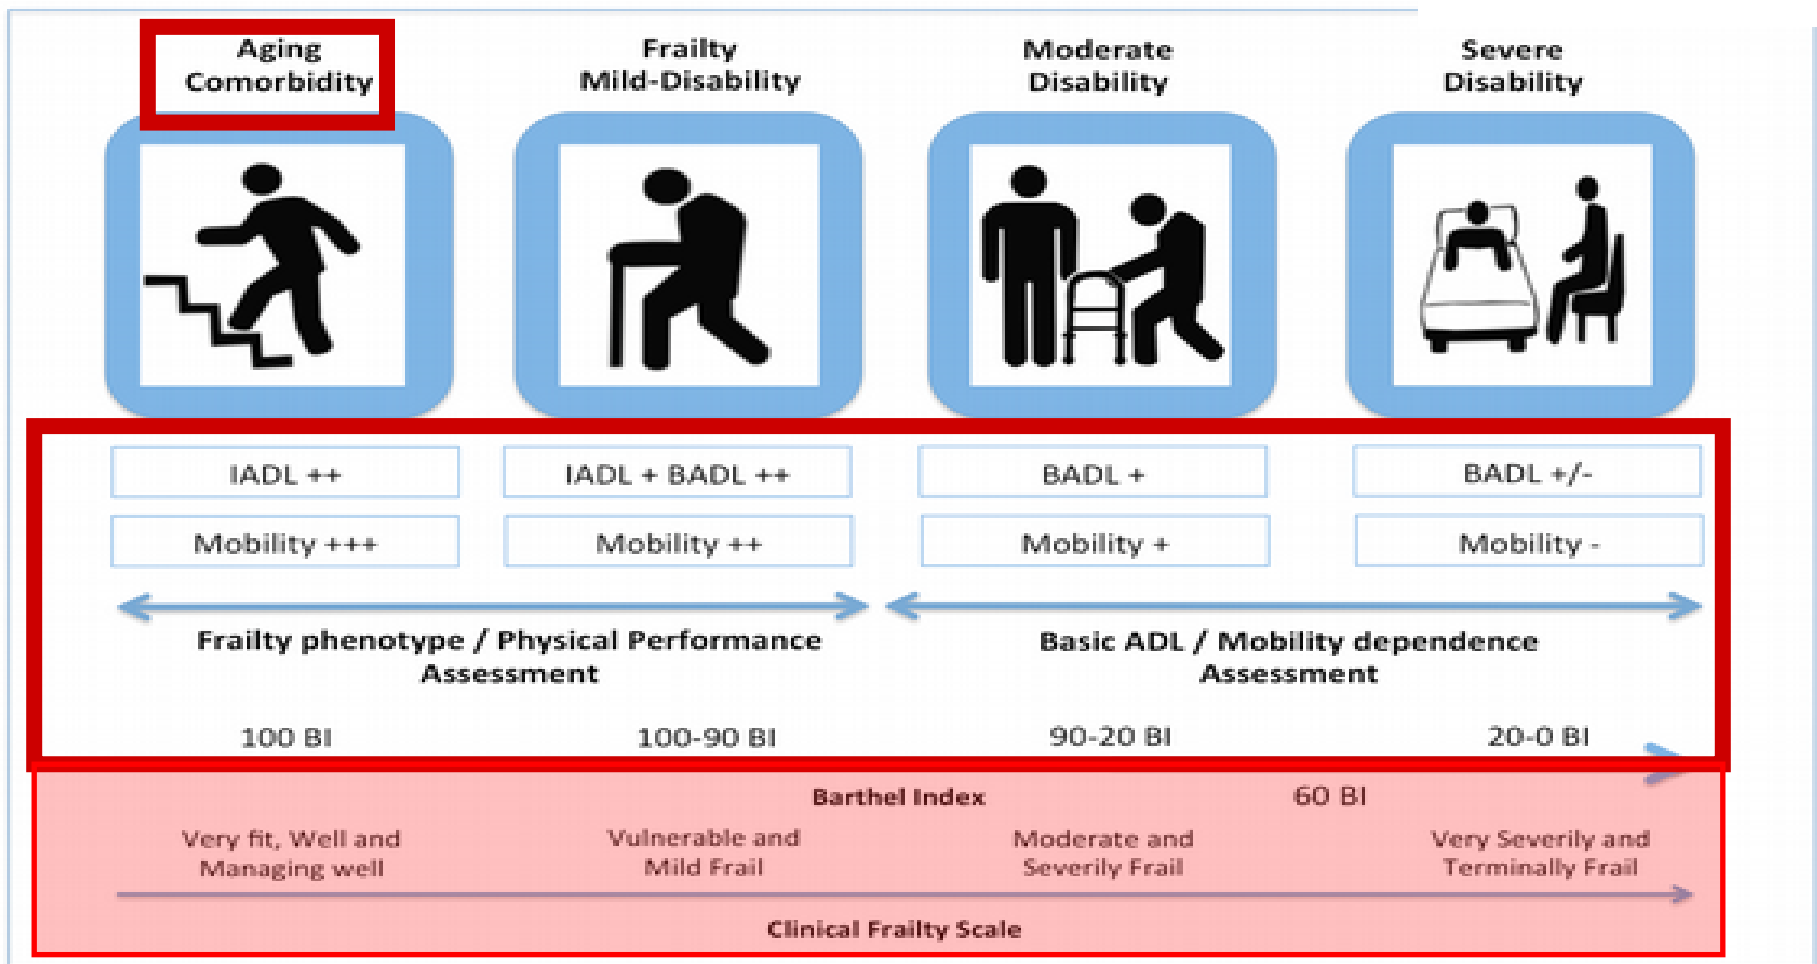 Aging
Comorbidity
Frailty
Mild-Disability
Moderate
Disability
Severe
Disability
IADL ++
IADL + BADL ++
BADL +
BADL +/-
Mobility +++
Mobility ++
Mobility +
Mobility -
Frailty phenotype / Physical Performance
Assessment
Basic ADL / Mobility dependence
Assessment
100 BI
100-90 BI
90-20 BI
20-0 BI
Barthel Index
60 BI
Very fit, Well and
Managing well
Vulnerable and
Mild Frail
Moderate and
Severily Frail
Very Severily and
Terminally Frail
Clinical Frailty Scale